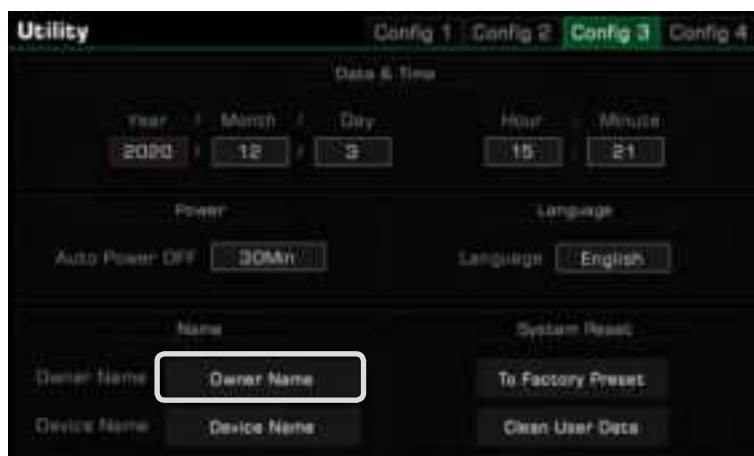 Utility Config 1 Config 2 Config 3 Config 4
Date & Time
Year / Month / Day Hour : Minute
2020 / 12 / 3 15 : 21
Power Language
Auto Power OFF 30Min Language English
Name System Reset
Owner Name Owner Name To Factory Preset
Device Name Device Name Clean User Data